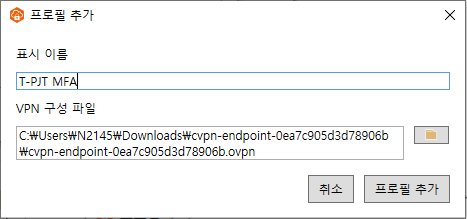 프로필 추가
표시 이름
T-PJT MFA
VPN 구성 파일
C:₩Users₩N2145₩Downloads₩cvpn-endpoint-0ea7c905d3d78906b
₩cvpn-endpoint-0ea7c905d3d78906b.ovpn
취소 프로필 추가